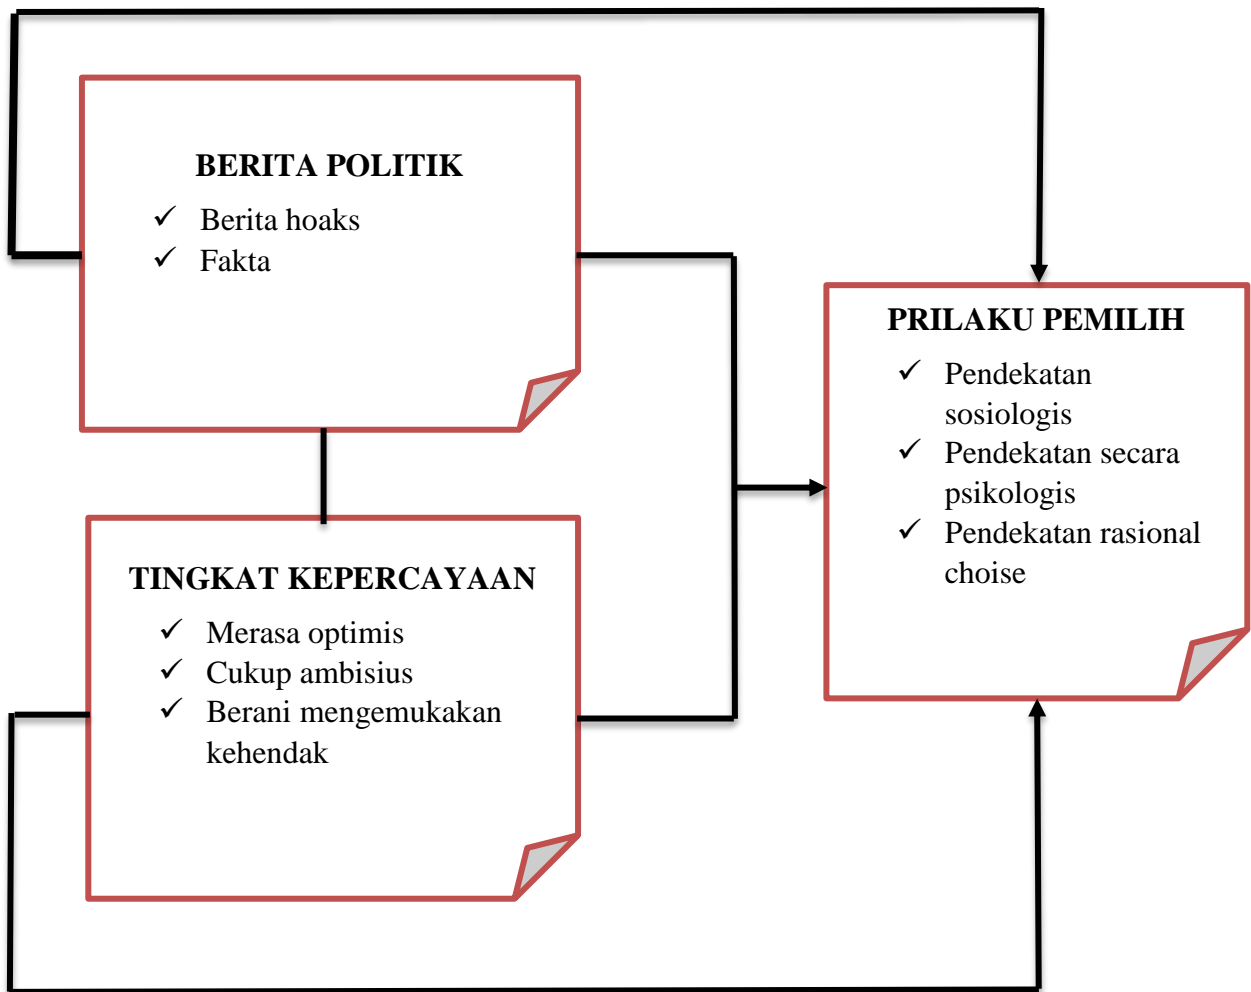 BERITA POLITIK
✓ Berita hoaks
✓ Fakta
PRILAKU PEMILIH
✓ Pendekatan
sosiologis
✓ Pendekatan secara
psikologis
✓ Pendekatan rasional
choise
TINGKAT KEPERCAYAAN
✓ Merasa optimis
✓ Cukup ambisius
✓ Berani mengemukakan
kehendak